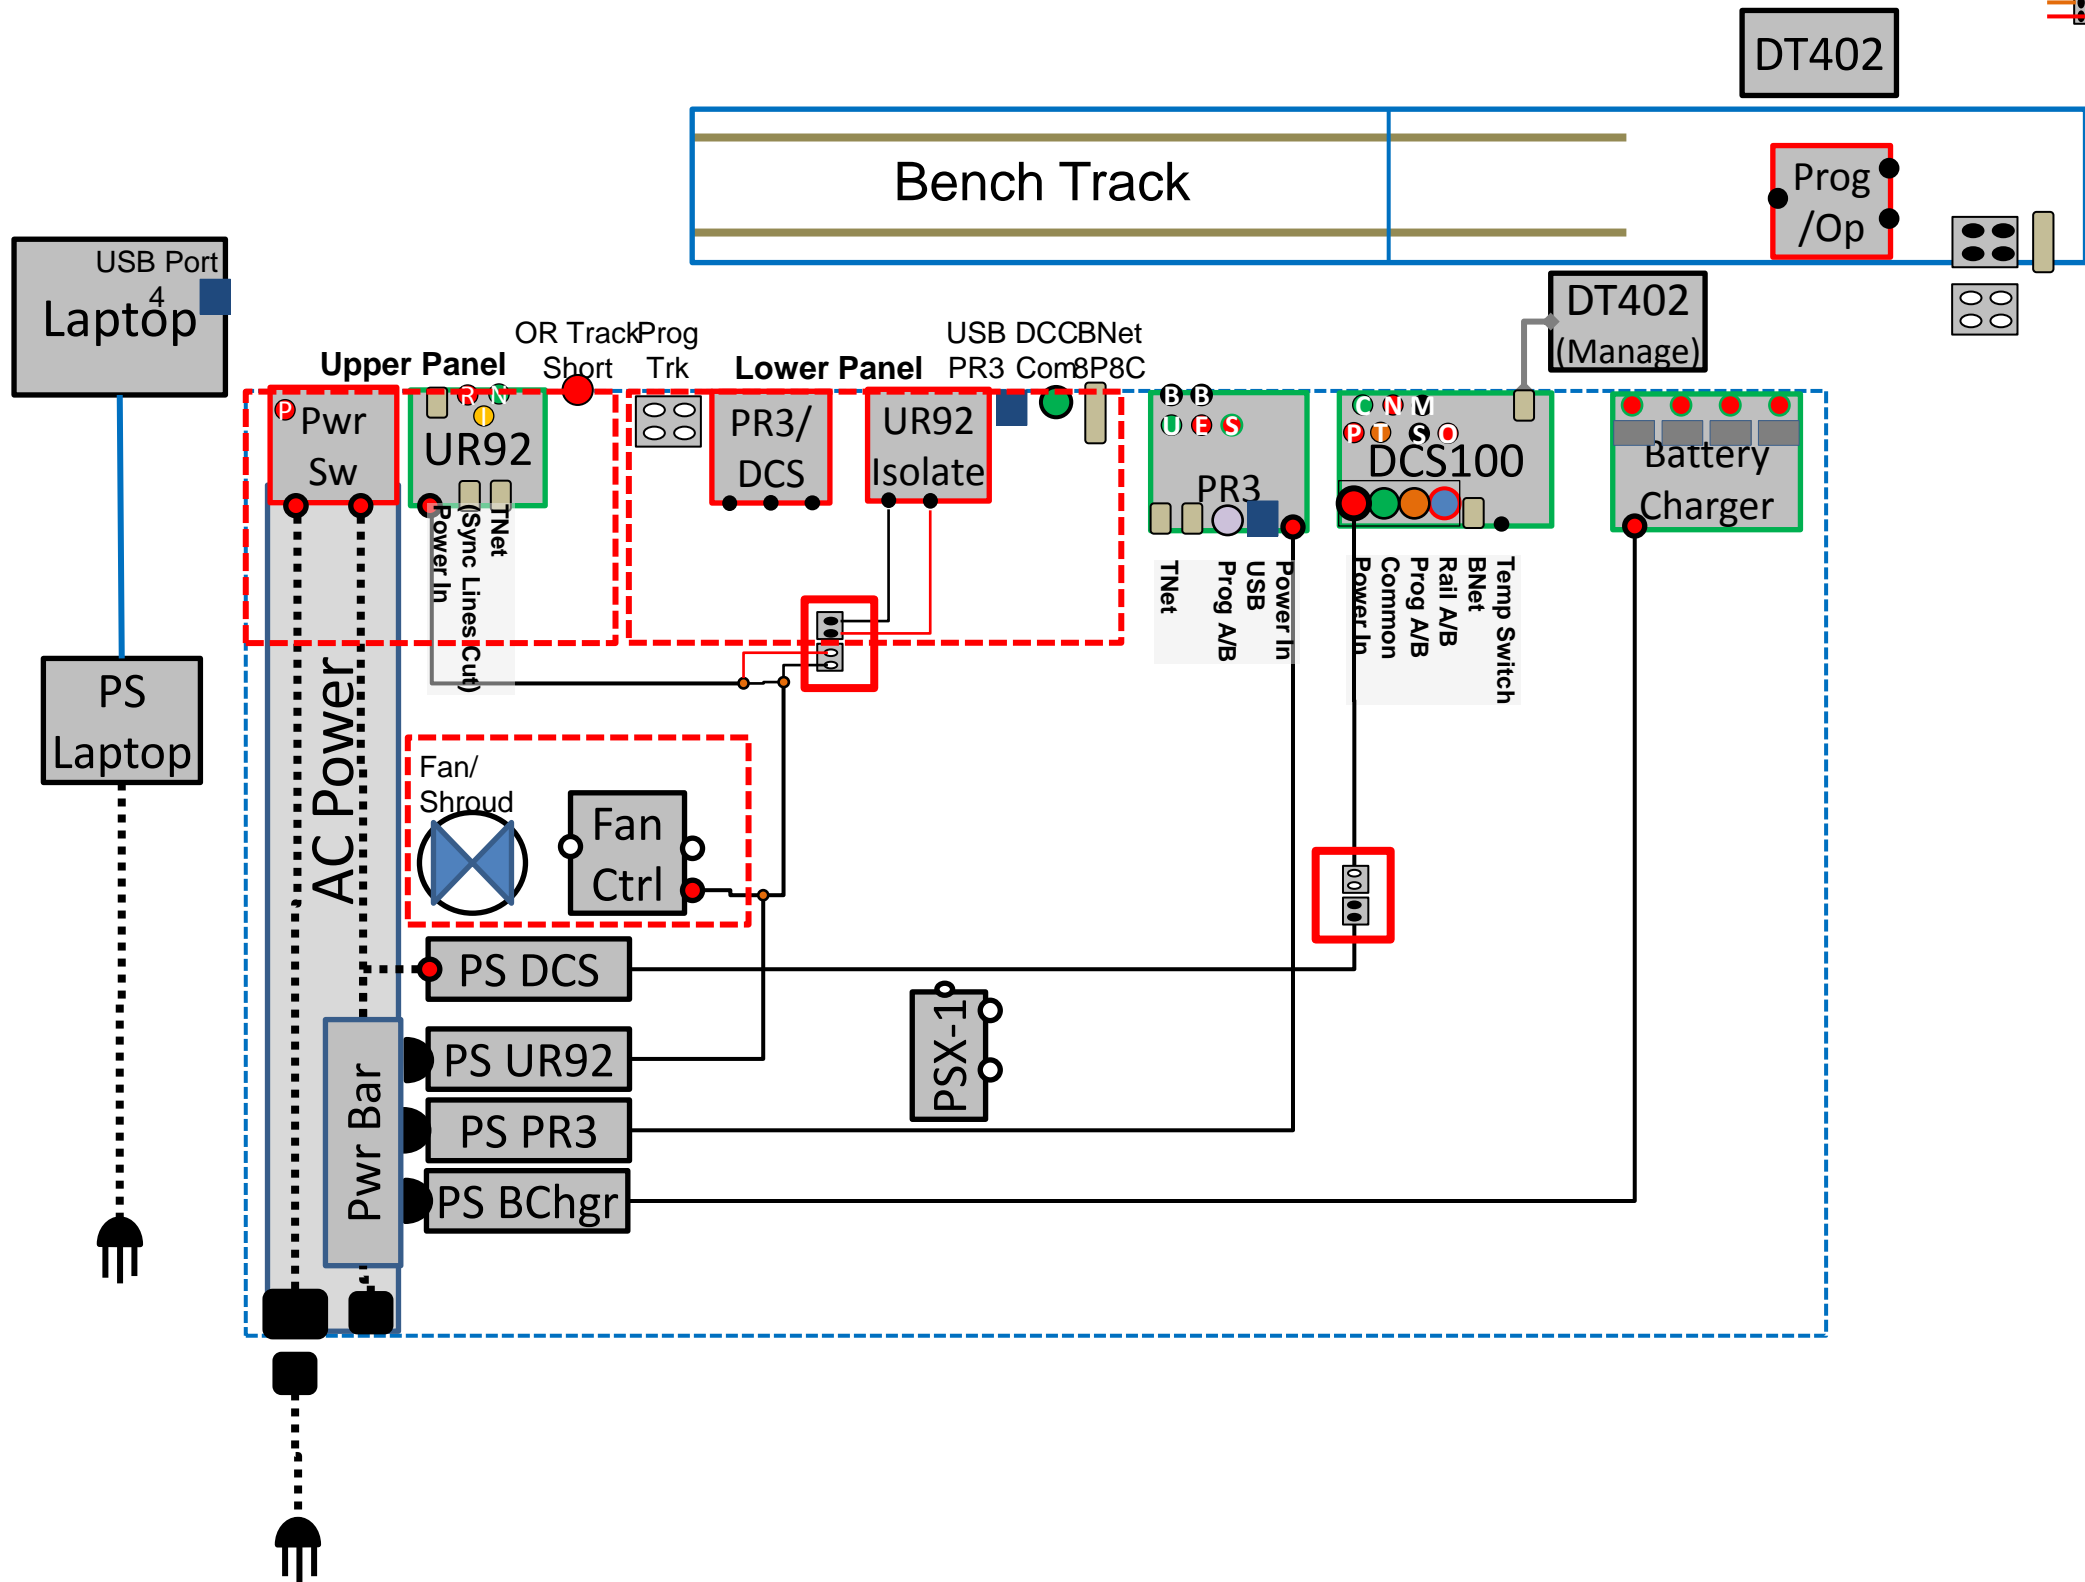 DT402
Bench Track
Prog
/Op
USB Port
4
Laptop
DT402
(Manage)
OR Track
Short
Prog
Trk
USB
PR3
DCC
Com
BNet
8P8C
Upper Panel
Lower Panel
P
Pwr
Sw
R N
I
UR92
PR3/
DCS
UR92
Isolate
B B
U E S
PR3
C N M
P T S O
DCS100
Battery
Charger
Power In
(Sync Lines Cut)
TNet
TNet
Prog A/B
USB
Power In
Power In
Common
Prog A/B
Rail A/B
BNet
Temp Switch
PS
Laptop
AC Power
Fan/
Shroud
Fan
Ctrl
PS DCS
PS UR92
PS PR3
PS BChgr
Pwr Bar
PSX-1